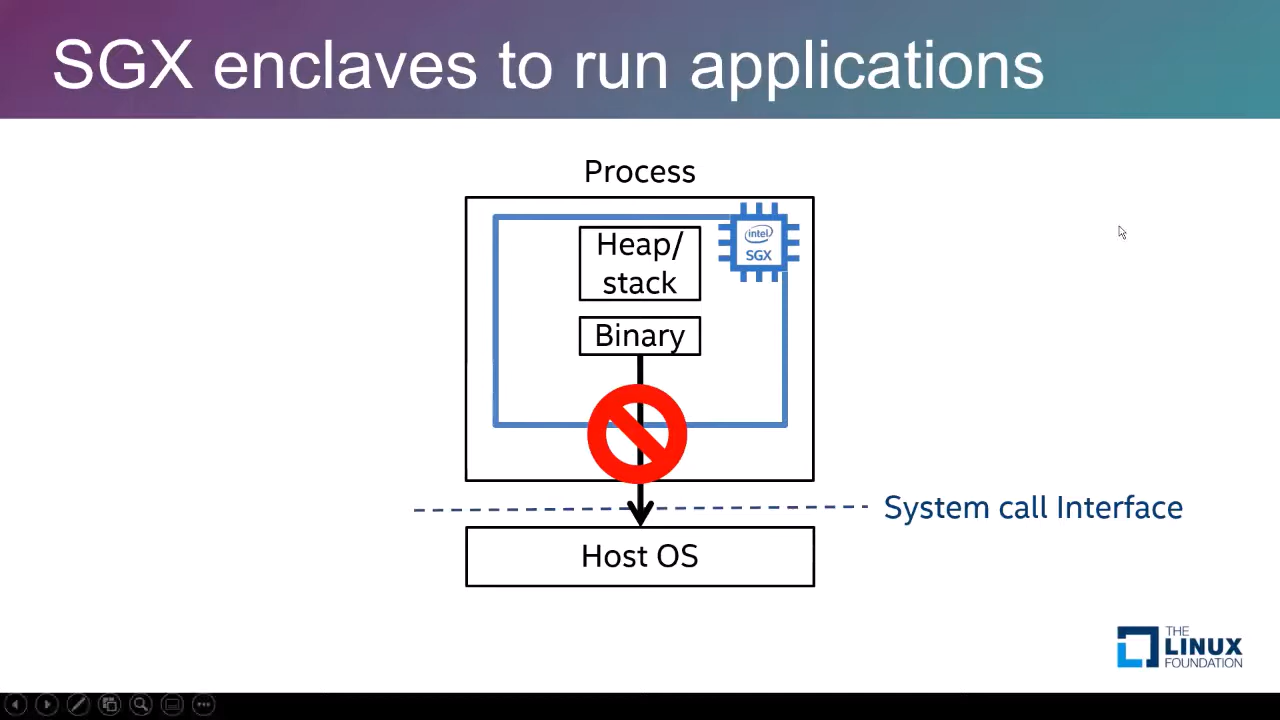 SGX enclaves to run applications
Process
intel
SGX
Heap/
stack
Binary
System call Interface
Host OS
THE
LINUX
FOUNDATION